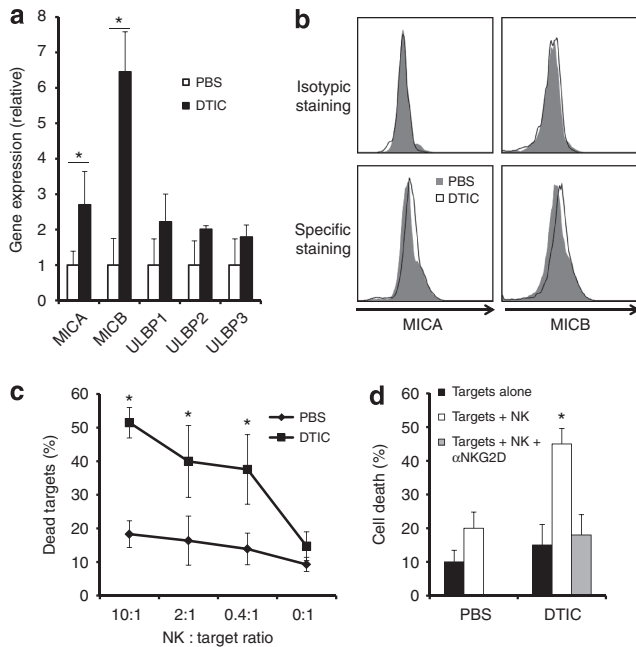 a
Gene expression (relative)
8
7
6
5
4
3
2
1
0
*
*
PBS
DTIC
MICA
MICB
ULBP1
ULBP2
ULBP3
b
Isotypic
staining
Specific
staining
PBS
DTIC
MICA
MICB
c
Dead targets (%)
60
50
40
30
20
10
0
*
*
*
PBS
DTIC
10:1
2:1
0.4:1
0:1
NK : target ratio
d
Cell death (%)
60
50
40
30
20
10
0
Targets alone
Targets + NK
Targets + NK +
αNKG2D
*
PBS
DTIC